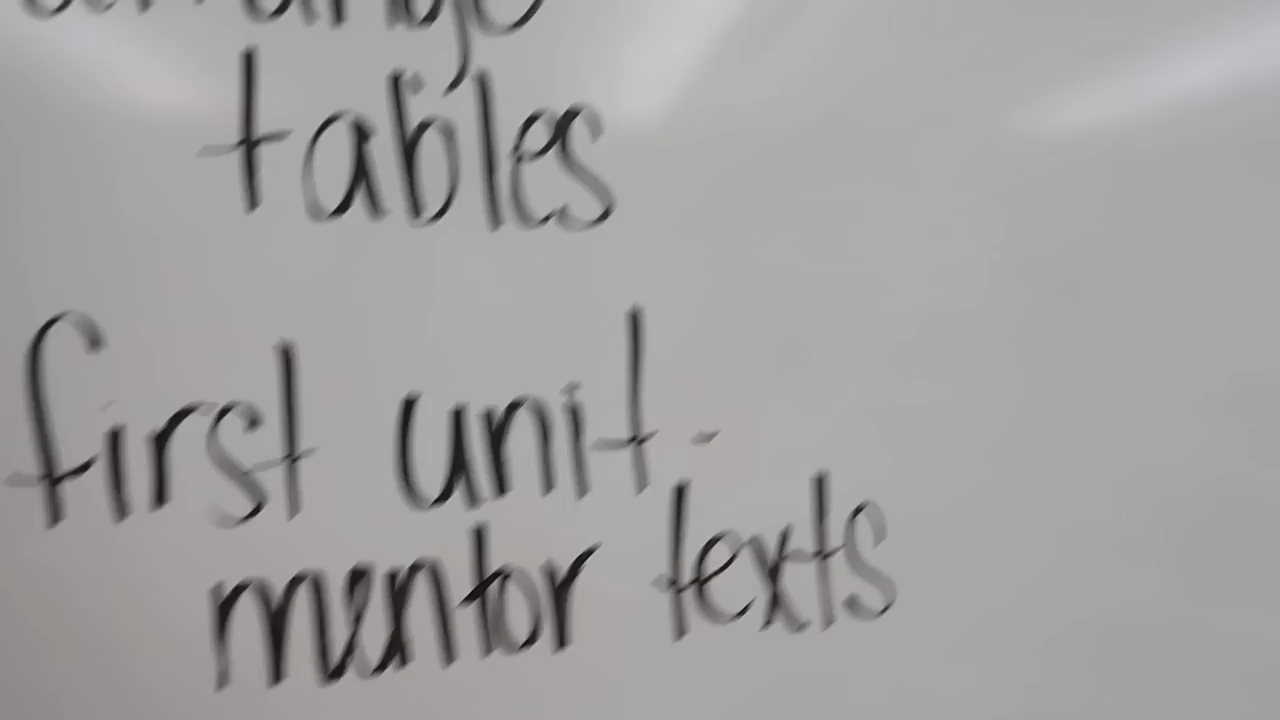 tables
first unit-
mentor texts